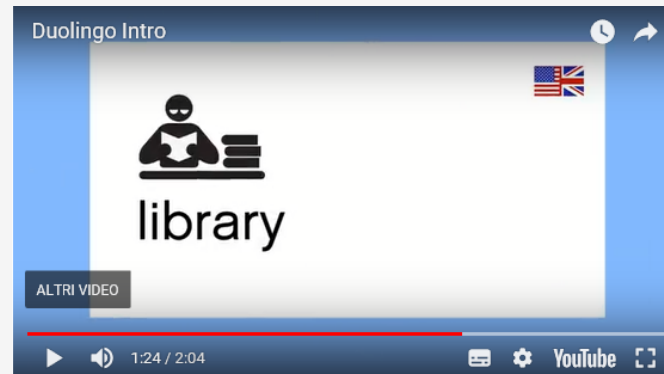 Duolingo Intro
library
ALTRI VIDEO
1:24 / 2:04
YouTube